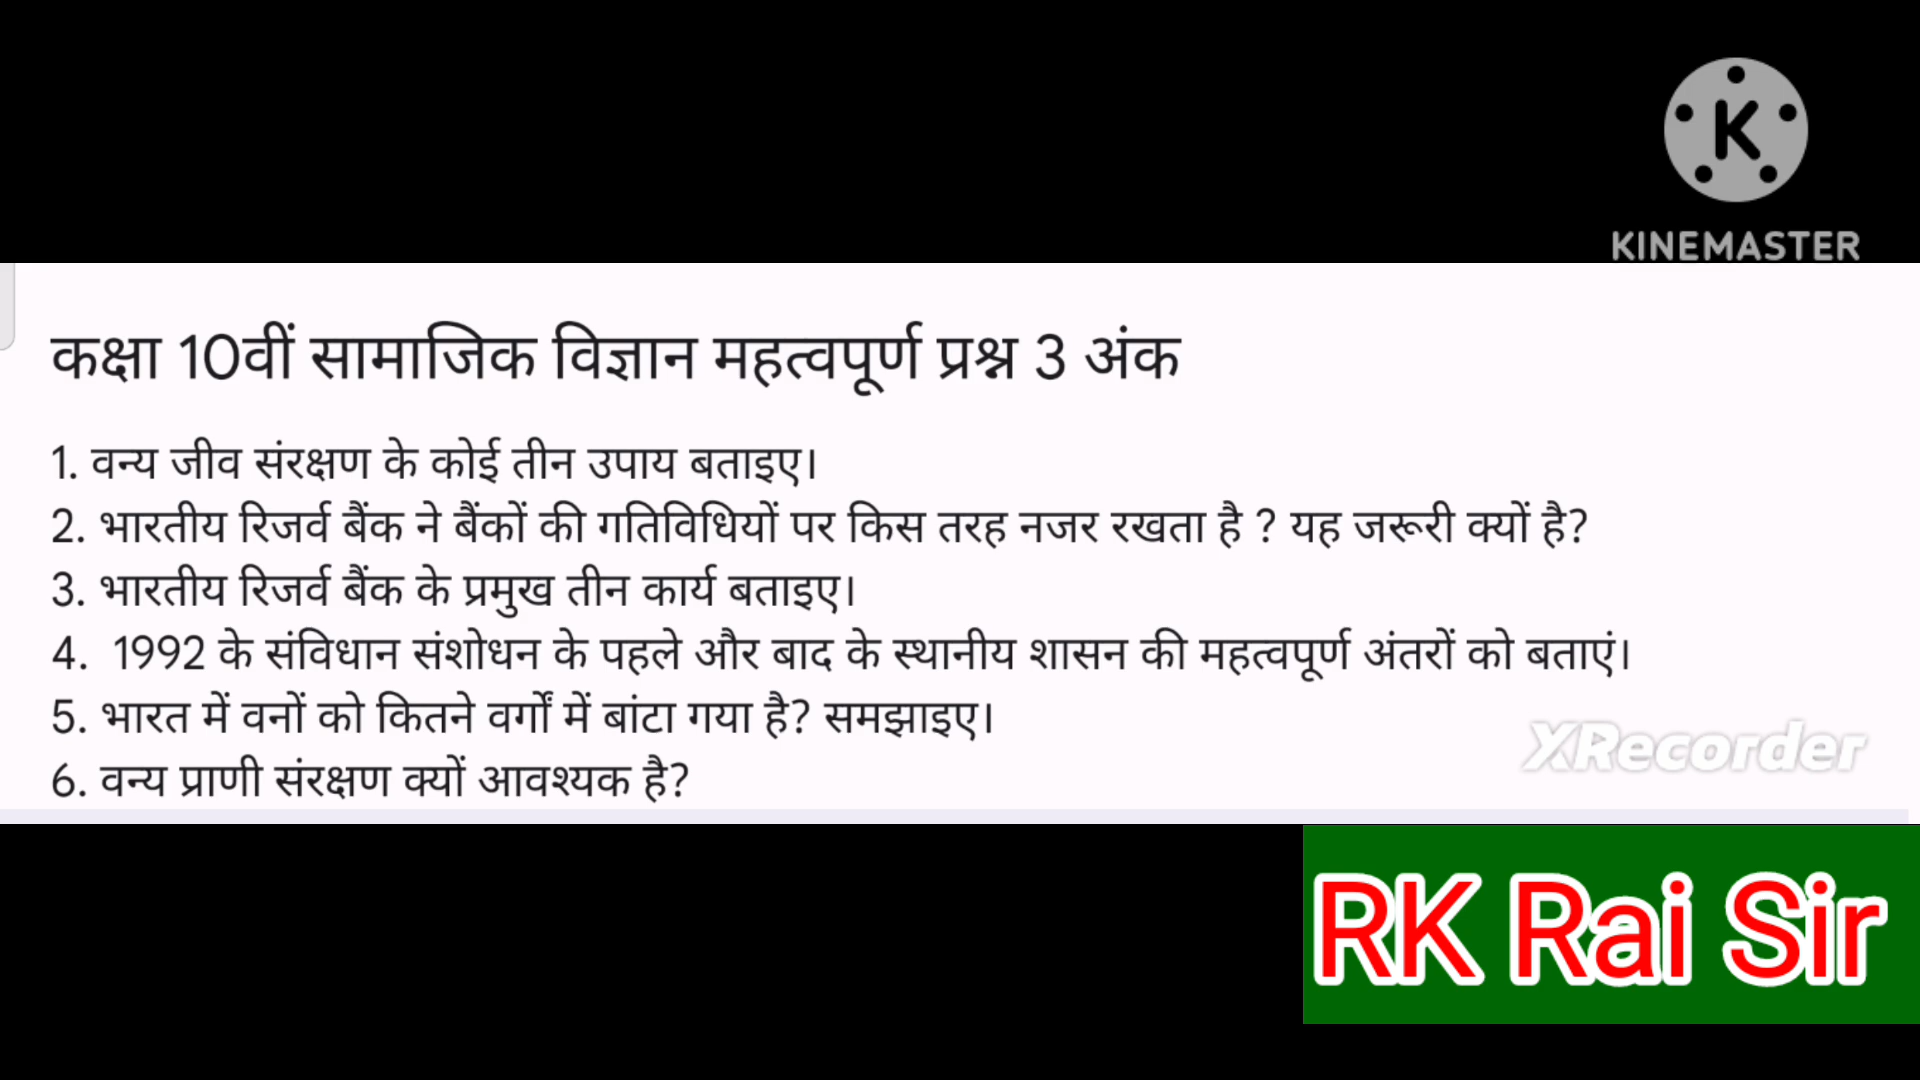 K
KINEMASTER
कक्षा 10वीं सामाजिक विज्ञान महत्वपूर्ण प्रश्न 3 अंक
1. वन्य जीव संरक्षण के कोई तीन उपाय बताइए।
2. भारतीय रिजर्व बैंक ने बैंकों की गतिविधियों पर किस तरह नजर रखता है ? यह जरूरी क्यों है?
3. भारतीय रिजर्व बैंक के प्रमुख तीन कार्य बताइए।
4. 1992 के संविधान संशोधन के पहले और बाद के स्थानीय शासन की महत्वपूर्ण अंतरों को बताएं।
5. भारत में वनों को कितने वर्गों में बांटा गया है? समझाइए।
6. वन्य प्राणी संरक्षण क्यों आवश्यक है?
XRecorder
RK Rai Sir